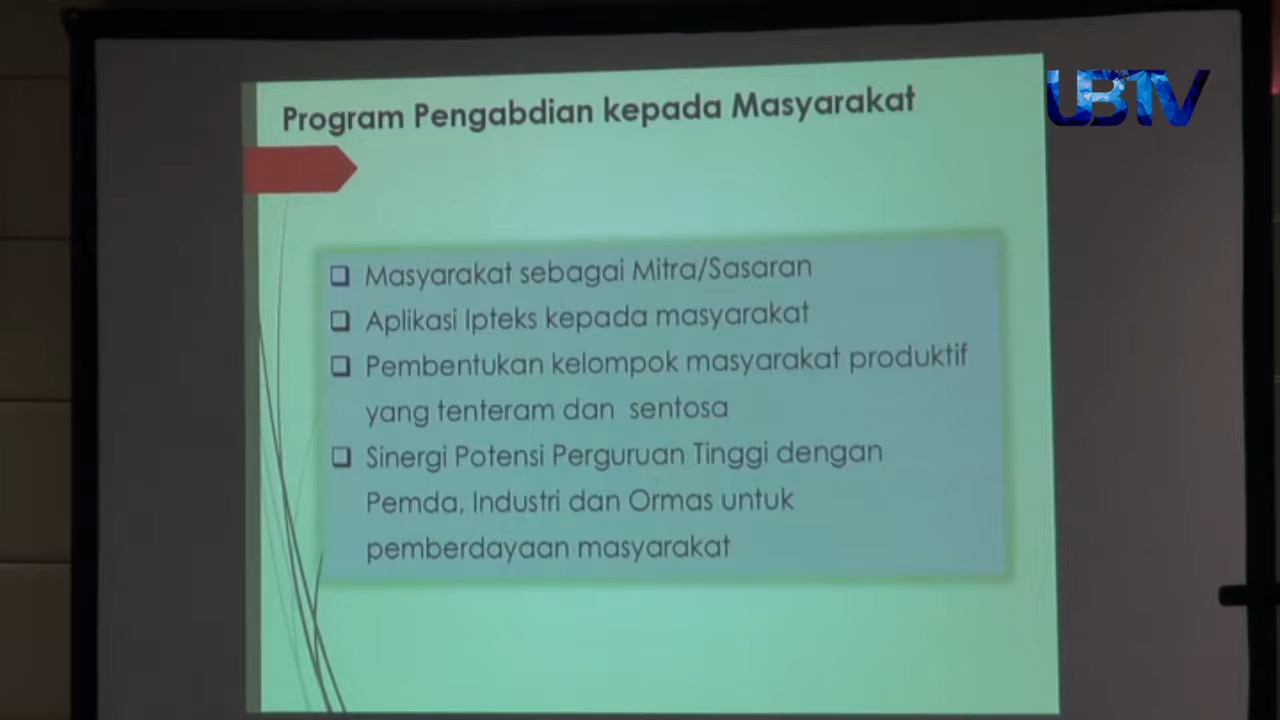 Program Pengabdian kepada Masyarakat
UBTV
❑ Masyarakat sebagai Mitra/Sasaran
❑ Aplikasi Ipteks kepada masyarakat
❑ Pembentukan kelompok masyarakat produktif
yang tenteram dan sentosa
❑ Sinergi Potensi Perguruan Tinggi dengan
Pemda, Industri dan Ormas untuk
pemberdayaan masyarakat